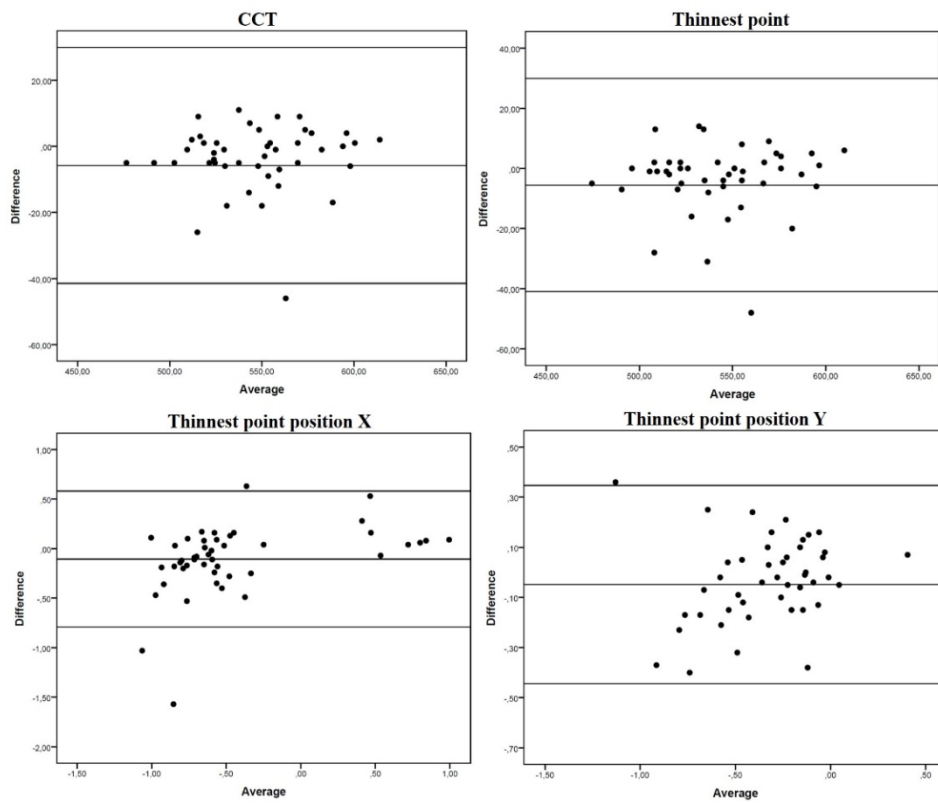 CCT
20,00
,00
-20,00
-40,00
-60,00
Difference
450,00 500,00 550,00 600,00 650,00
Average
Thinnest point
40,00
20,00
,00
-20,00
-40,00
-60,00
Difference
450,00 500,00 550,00 600,00 650,00
Average
Thinnest point position X
1,00
,50
,00
-,50
-1,00
-1,50
-2,00
Difference
-1,50 -1,00 -,50 ,00 ,50 1,00
Average
Thinnest point position Y
,50
,30
,10
-,10
-,30
-,50
-,70
Difference
-1,50 -1,00 -,50 ,00 ,50
Average